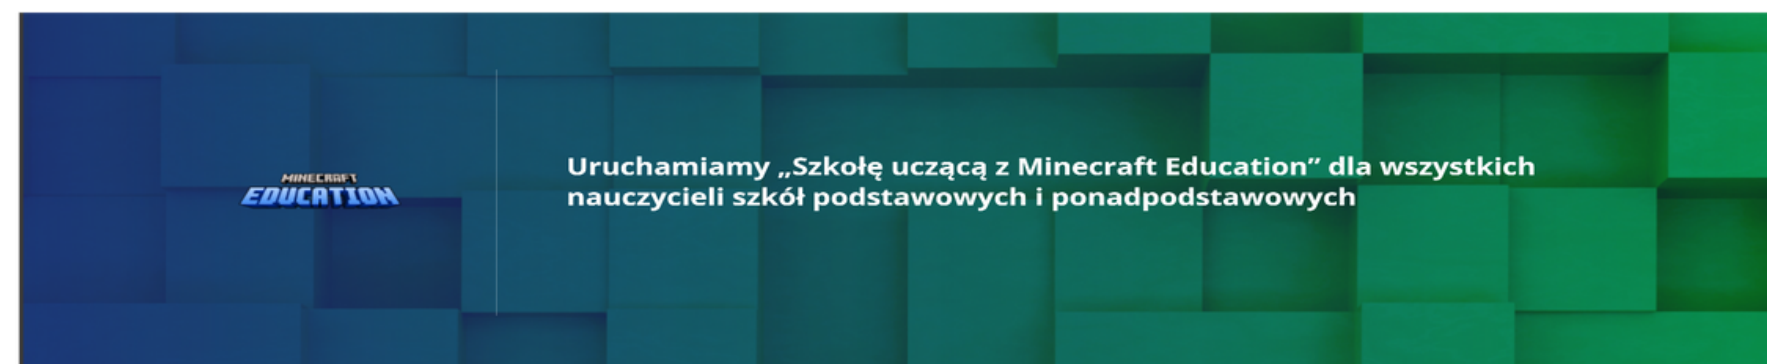 MINECRAFT
EDUCATION
Uruchamiamy „Szkołę uczącą z Minecraft Education” dla wszystkich
nauczycieli szkół podstawowych i ponadpodstawowych